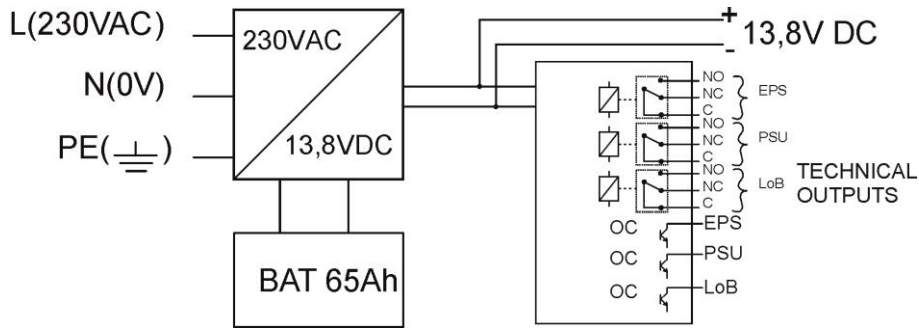 L(230VAC)
N(0V)
PE( )
230VAC
13,8VDC
BAT 65Ah
+
13,8V DC
-
NO
NC
C
EPS
NO
NC
C
PSU
NO
NC
C
LoB
TECHNICAL
OUTPUTS
OC EPS
OC PSU
OC LoB